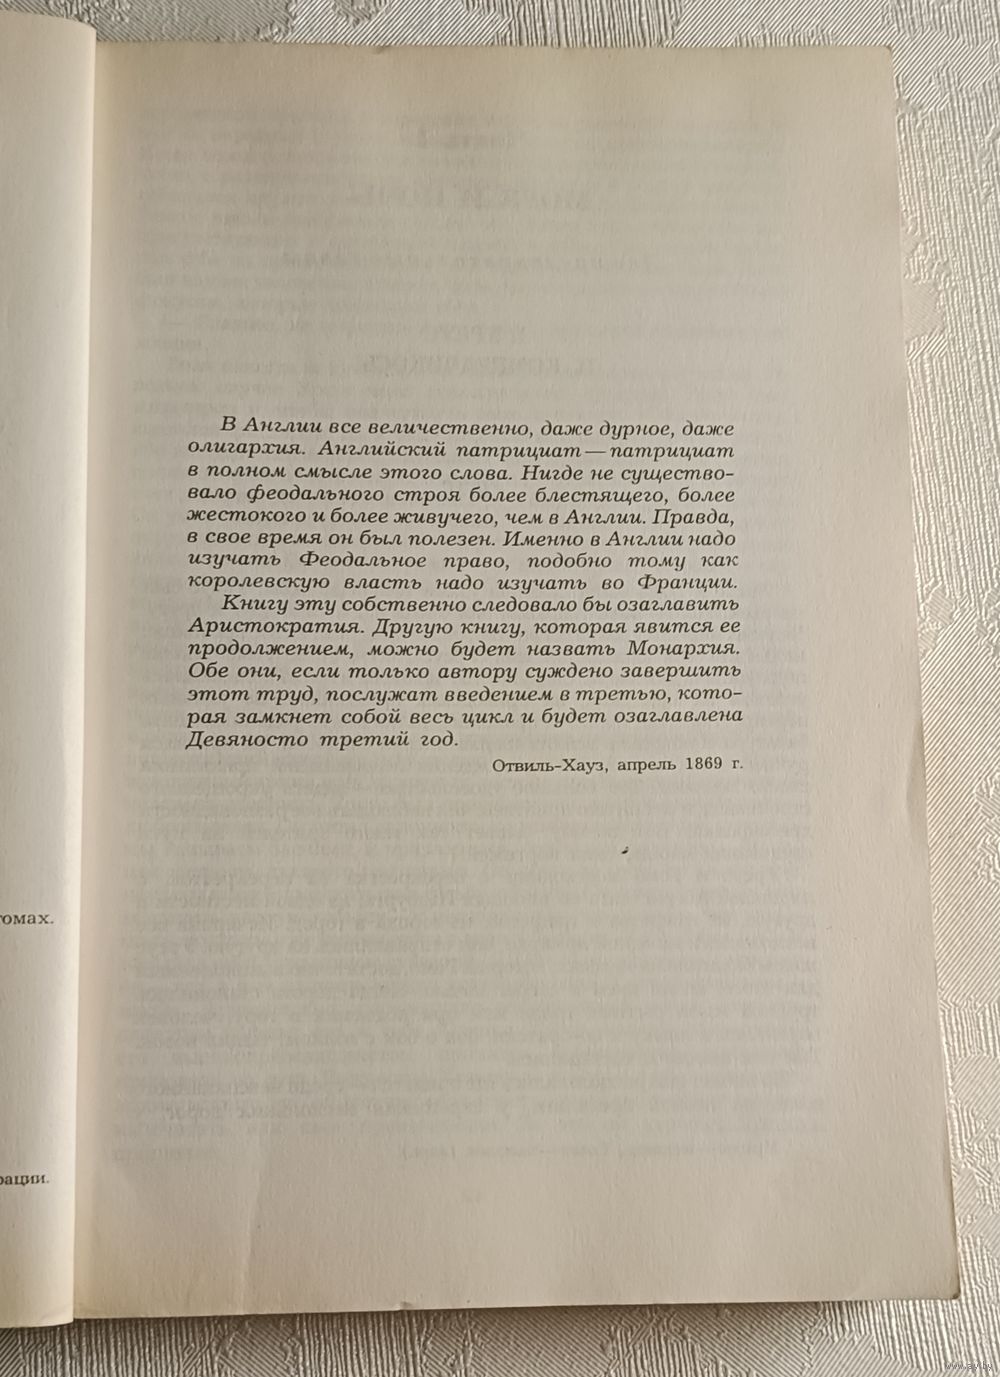 В Англии все величественно, даже дурное, даже
олигархия. Английский патрициат — патрициат
в полном смысле этого слова. Нигде не существо-
вало феодального строя более блестящего, более
жестокого и более живучего, чем в Англии. Правда,
в свое время он был полезен. Именно в Англии надо
изучать Феодальное право, подобно тому как
королевскую власть надо изучать во Франции.
Книгу эту собственно следовало бы озаглавить
Аристократия. Другую книгу, которая явится ее
продолжением, можно будет назвать Монархия.
Обе они, если только автору суждено завершить
этот труд, послужат введением в третью, кото-
рая замкнет собой весь цикл и будет озаглавлена
Девяносто третий год.
Отвиль-Хауз, апрель 1869 г.
томах.
рации.
www.ay.by